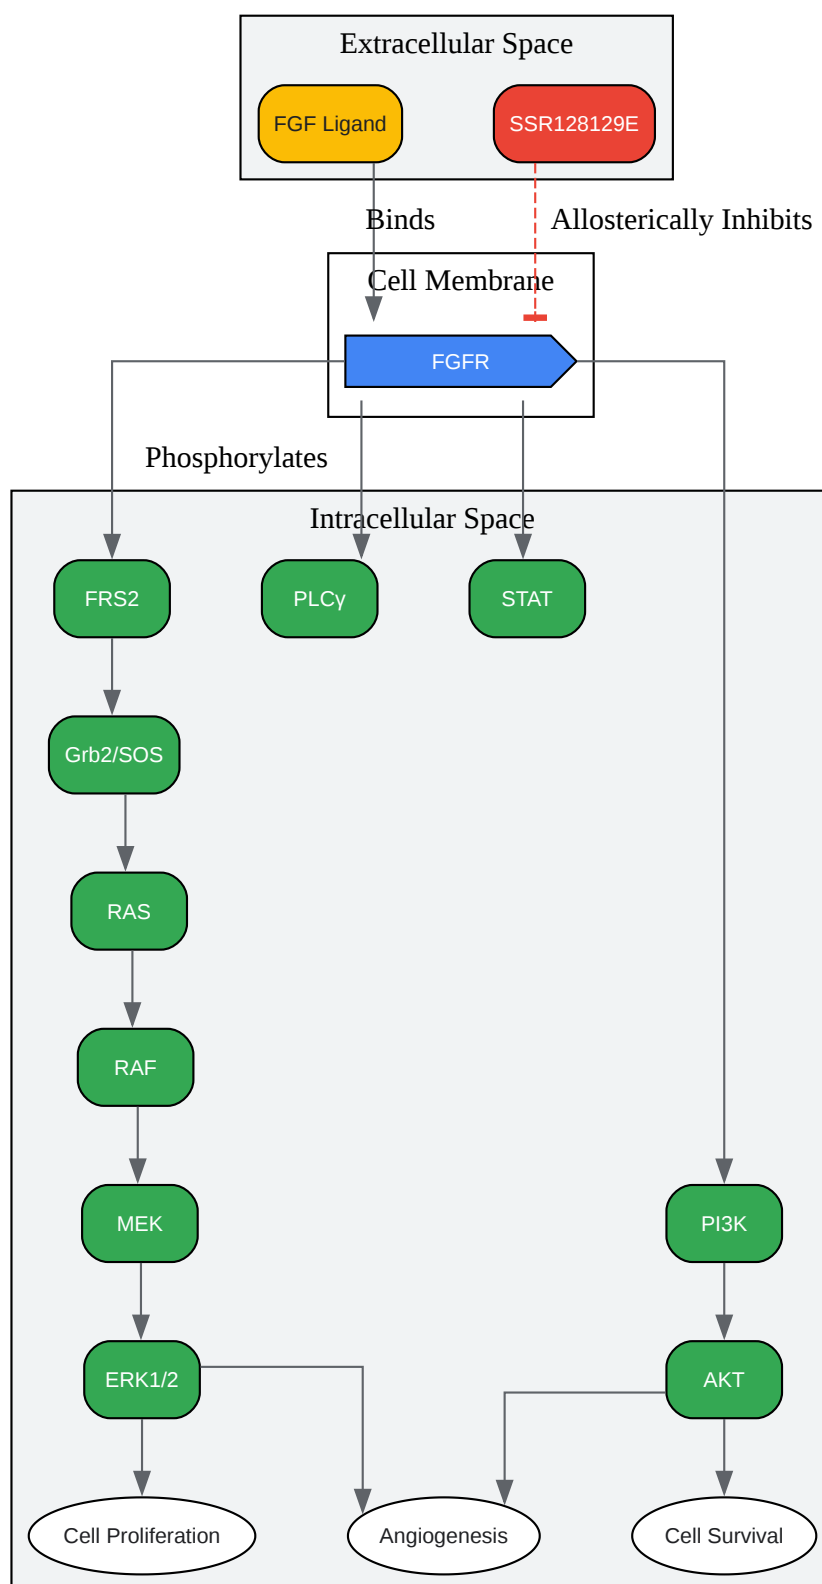 Extracellular Space
FGF Ligand
SSR128129E
Binds
Allosterically Inhibits
Cell Membrane
FGFR
Phosphorylates
Intracellular Space
FRS2
PLCγ
STAT
Grb2/SOS
RAS
RAF
MEK
PI3K
ERK1/2
AKT
Cell Proliferation
Angiogenesis
Cell Survival